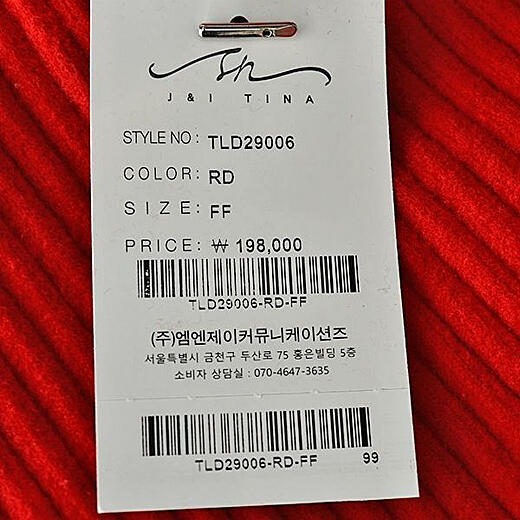 J&I TINA
STYLE NO: TLD29006
COLOR: RD
SIZE: FF
PRICE: ₩ 198,000
TLD29006-RD-FF
(주)엠엔제이커뮤니케이션즈
서울특별시 금천구 두산로 75 홍은빌딩 5층
소비자 상담실 : 070-4647-3635
TLD29006-RD-FF 99